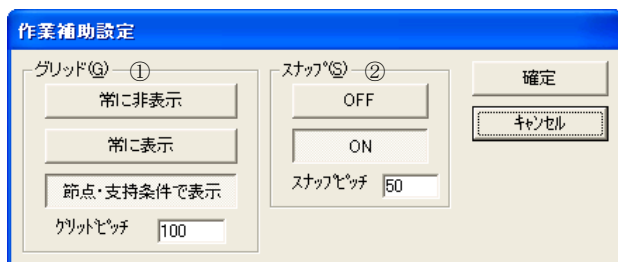 作業補助設定
グリッド(G) ①
常に非表示
常に表示
節点・支持条件で表示
グリットﾞピッチ 100
スナップ(S) ②
OFF
ON
スナップピッチ 50
確定
キャンセル